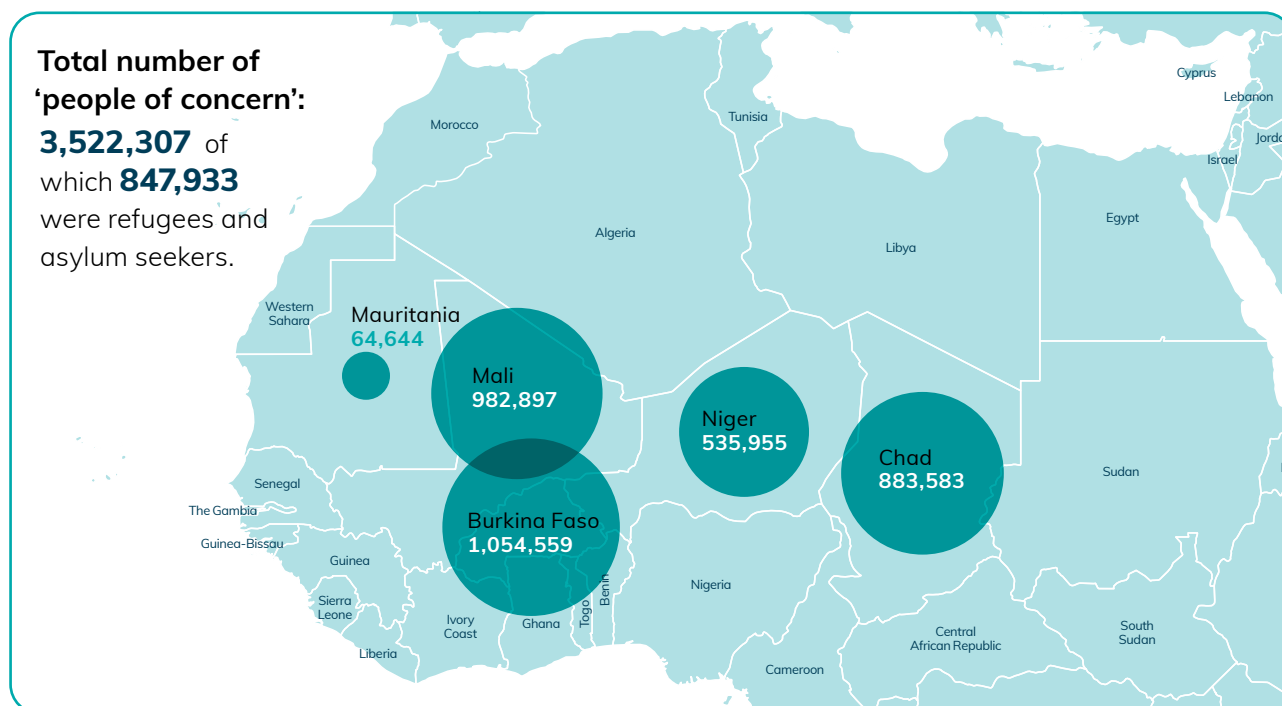 Total number of
‘people of concern’:
3,522,307 of
which 847,933
were refugees and
asylum seekers.
Cyprus
Lebanon
Tunisia
Morocco
Israel
Egypt
Algeria
Libya
Western
Sahara
Mauritania
64,644
Mali
982,897
Niger
535,955
Chad
883,583
Sudan
Senegal
The Gambia
Guinea-Bissau
Burkina Faso
1,054,559
Guinea
Nigeria
Benin
Togo
Sierra
Leone
Ivory
Coast
Ghana
Liberia
Central
African Republic
South
Sudan
Cameroon